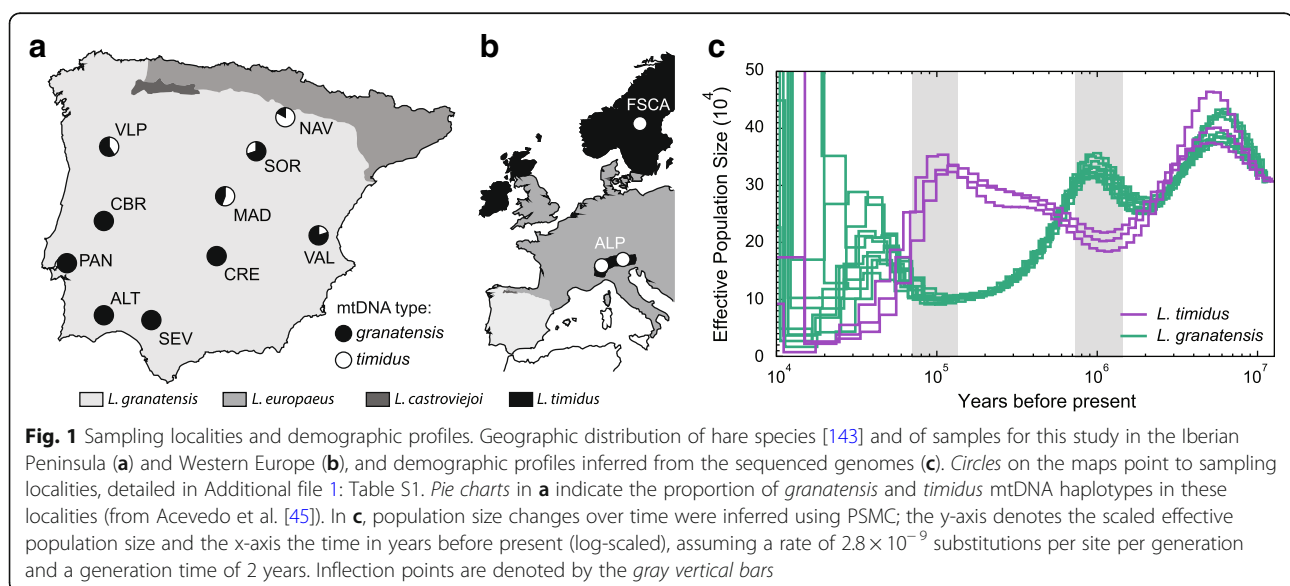 a
VLP
NAV
SOR
MAD
CBR
VAL
CRE
PAN
ALT
SEV
mtDNA type:
granatensis
timidus
b
FSCA
ALP
L. granatensis L. europaeus L. castroviejoi L. timidus
c
Effective Population Size (10^4)
50
40
30
20
10
0
10^4 10^5 10^6 10^7
Years before present
L. timidus
L. granatensis
Fig. 1 Sampling localities and demographic profiles. Geographic distribution of hare species [143] and of samples for this study in the Iberian
Peninsula (a) and Western Europe (b), and demographic profiles inferred from the sequenced genomes (c). Circles on the maps point to sampling
localities, detailed in Additional file 1: Table S1. Pie charts in a indicate the proportion of granatensis and timidus mtDNA haplotypes in these
localities (from Acevedo et al. [45]). In c, population size changes over time were inferred using PSMC; the y-axis denotes the scaled effective
population size and the x-axis the time in years before present (log-scaled), assuming a rate of 2.8 × 10^−9 substitutions per site per generation
and a generation time of 2 years. Inflection points are denoted by the gray vertical bars